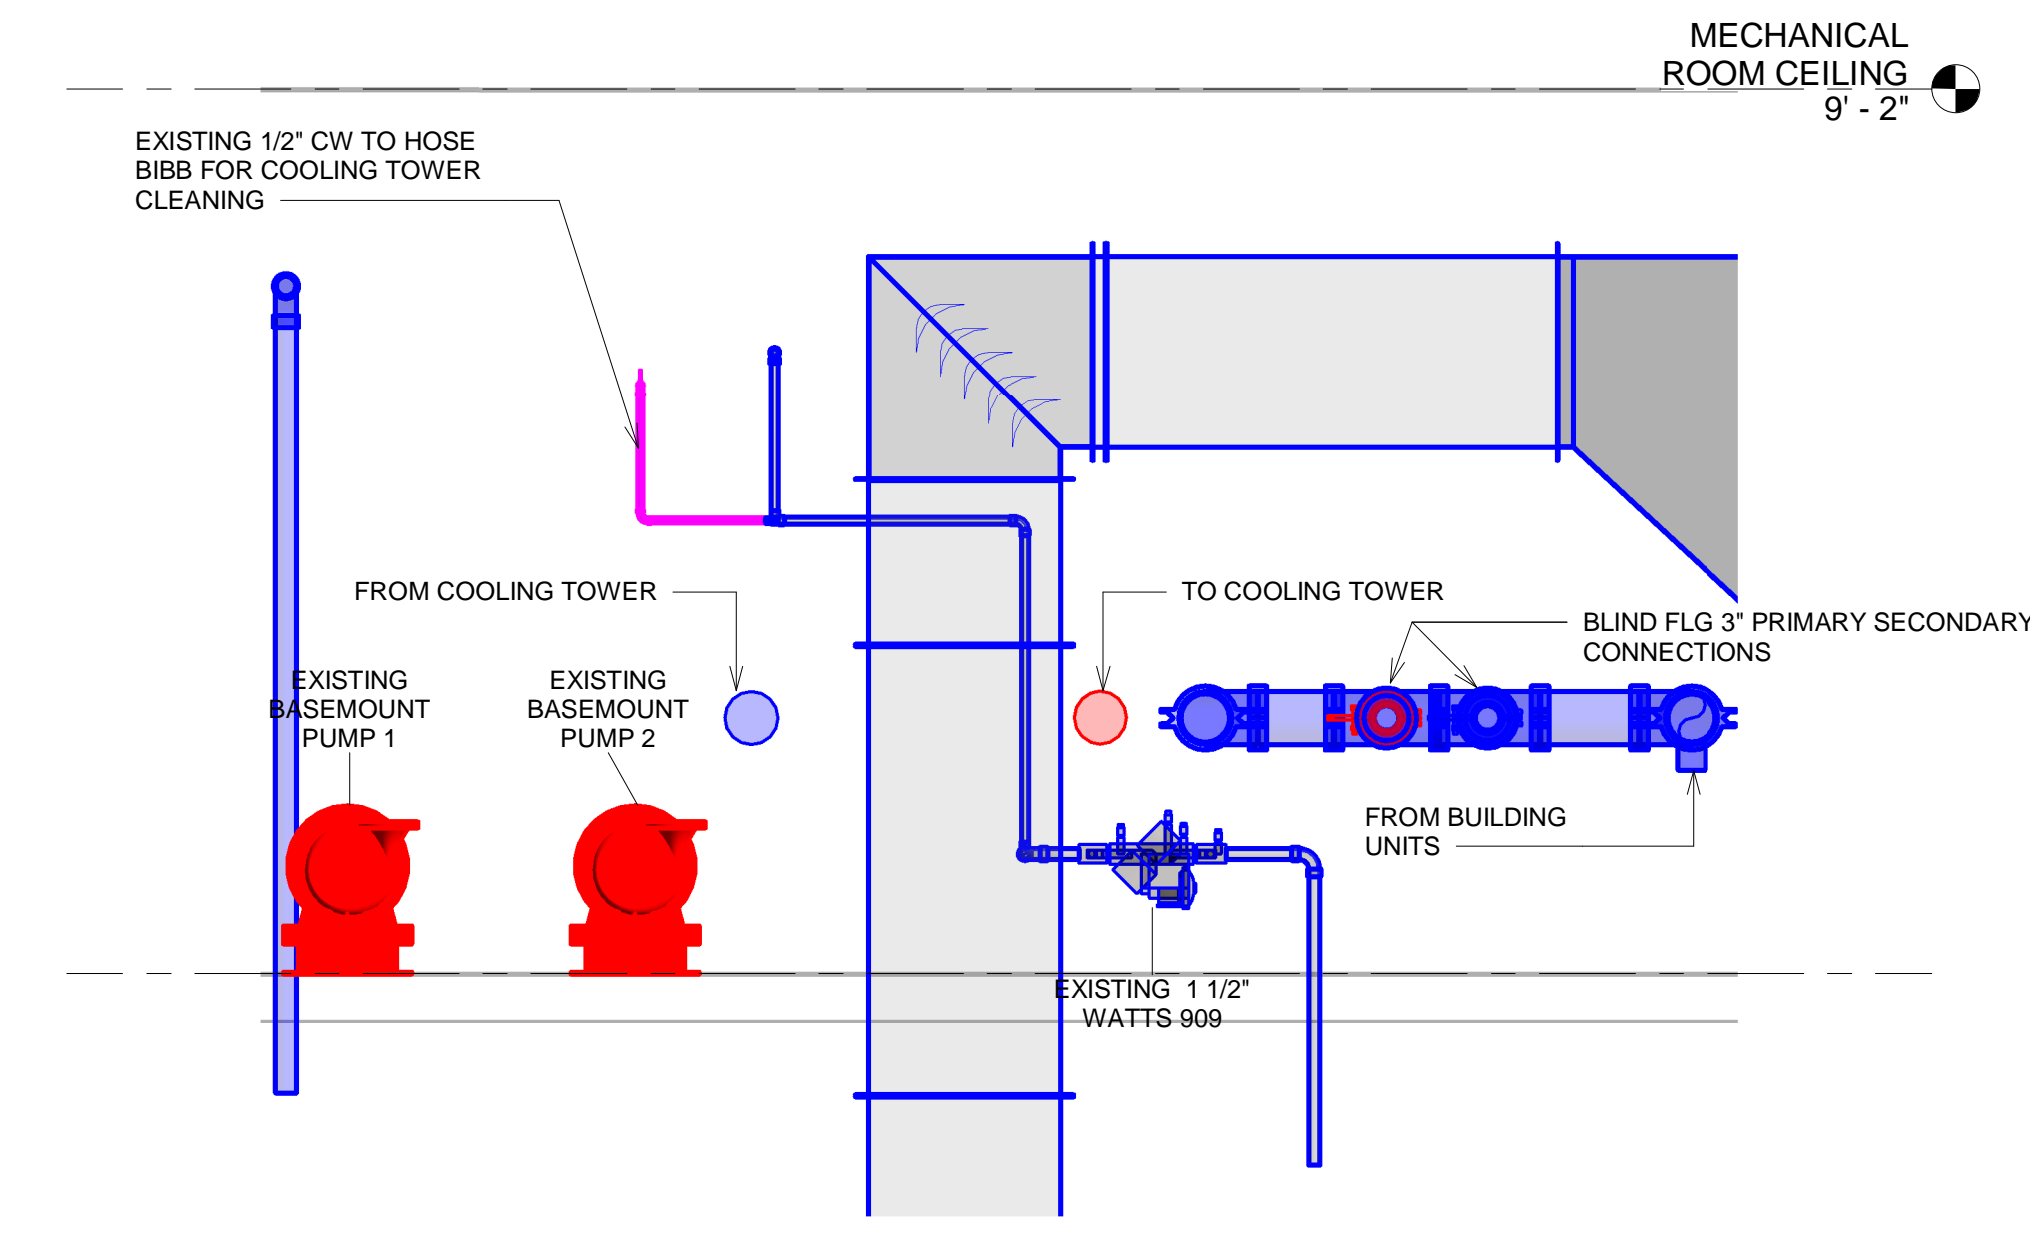 MECHANICAL
ROOM CEILING
9' - 2"
EXISTING 1/2" CW TO HOSE
BIBB FOR COOLING TOWER
CLEANING
FROM COOLING TOWER
TO COOLING TOWER
BLIND FLG 3" PRIMARY SECONDARY
CONNECTIONS
EXISTING
BASEMOUNT
PUMP 1
EXISTING
BASEMOUNT
PUMP 2
FROM BUILDING
UNITS
EXISTING 1 1/2"
WATTS 909